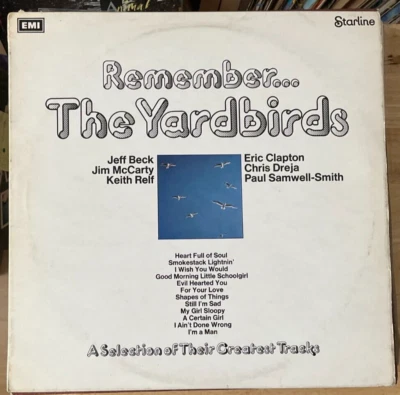 EMI
Starline
Remember...
The Yardbirds
Jeff Beck
Jim McCarty
Keith Relf
Eric Clapton
Chris Dreja
Paul Samwell-Smith
Heart Full of Soul
Smokestack Lightnin'
I Wish You Would
Good Morning Little Schoolgirl
Evil Hearted You
For Your Love
Shapes of Things
Still I'm Sad
My Girl Sloopy
A Certain Girl
I Ain't Done Wrong
I'm a Man
A Selection of Their Greatest Tracks